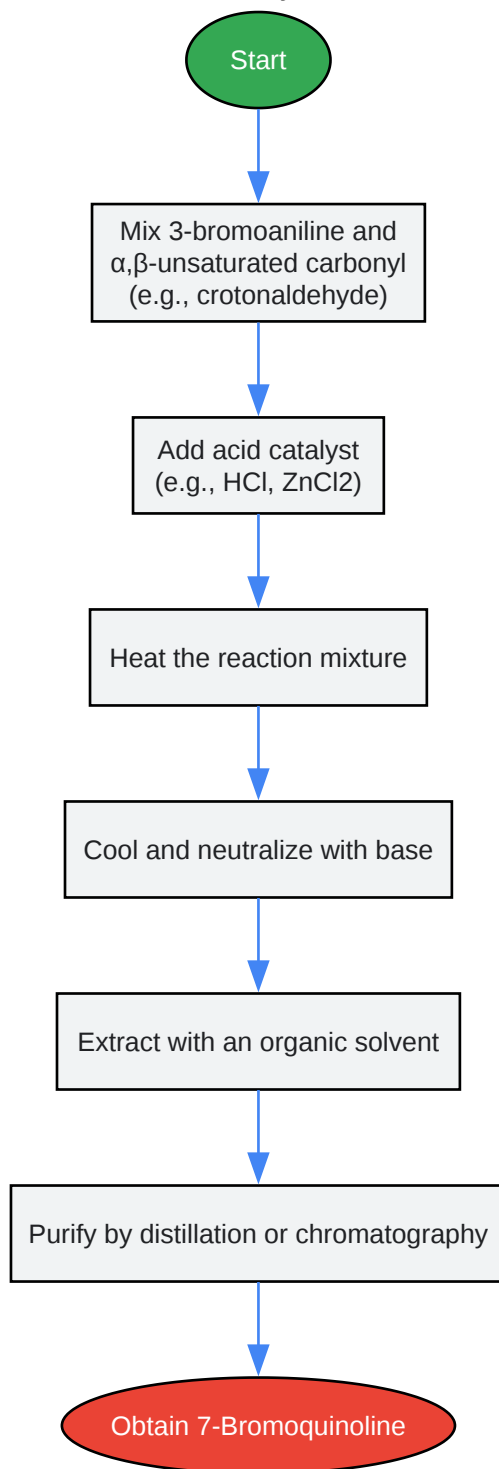 Start
Mix 3-bromoaniline and
α,β-unsaturated carbonyl
(e.g., crotonaldehyde)
Add acid catalyst
(e.g., HCl, ZnCl2)
Heat the reaction mixture
Cool and neutralize with base
Extract with an organic solvent
Purify by distillation or chromatography
Obtain 7-Bromoquinoline